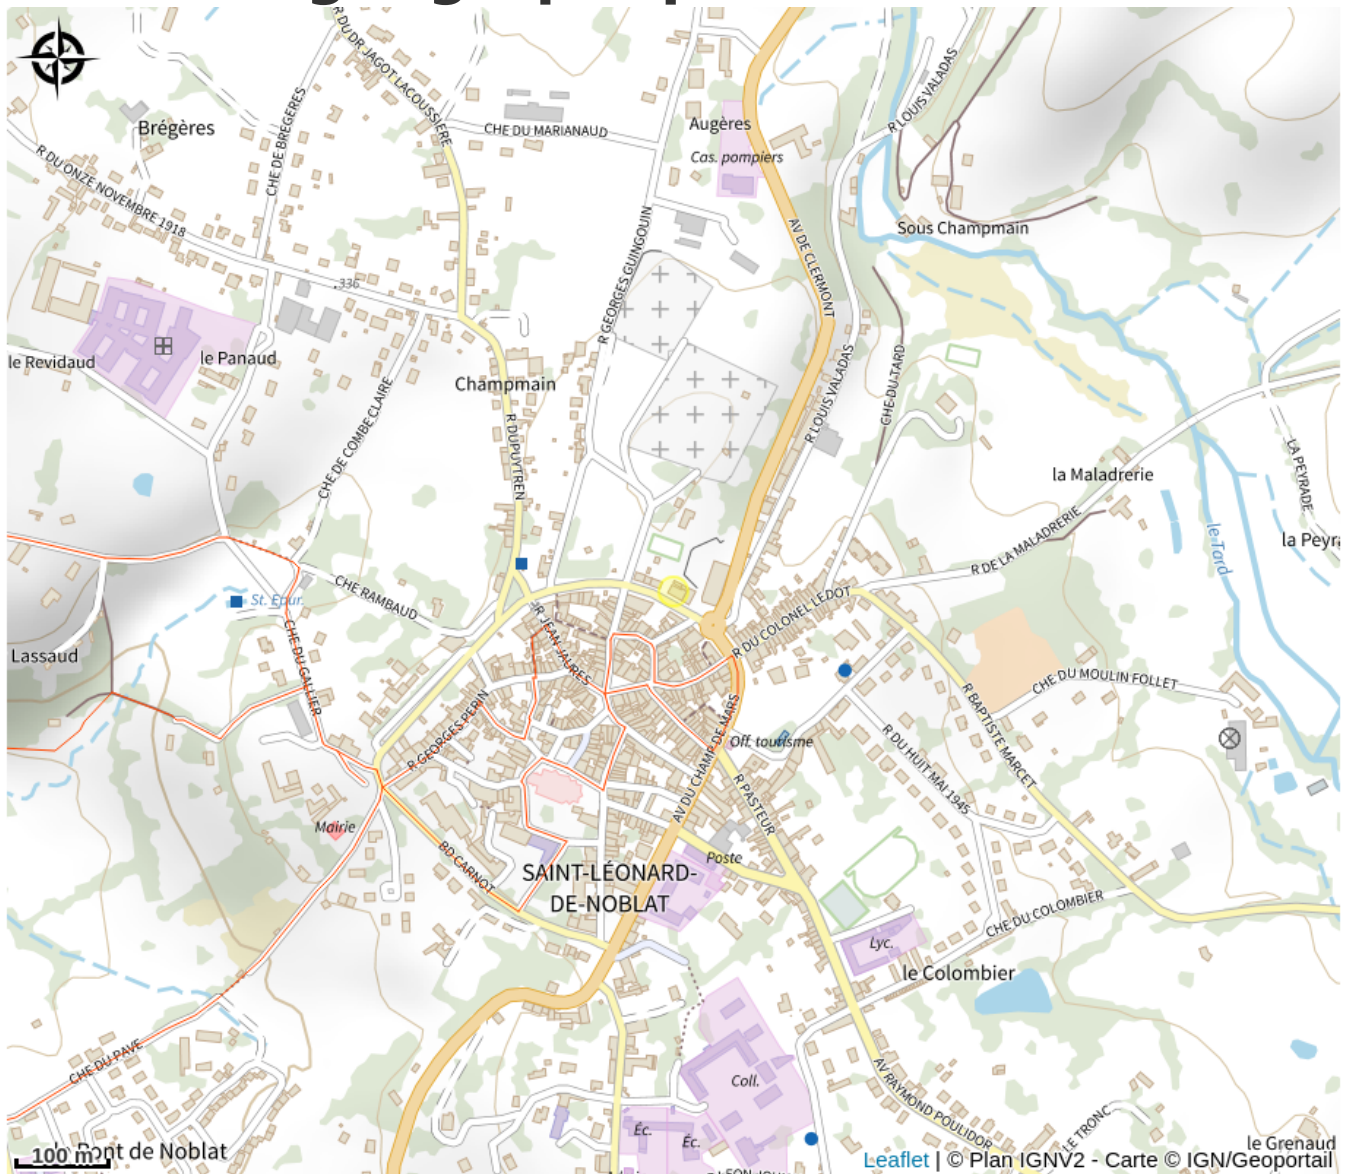 R DU DR JAGOT LACOUSSIERE
R LOUIS VALADAS
Brégères
CHE DE BREGERES
CHE DU MARIANAUD
Augères
Cas. pompiers
R DU ONZE NOVEMBRE 1918
Sous Champmain
AV DE CLERMONT
R GEORGES GUINGOUIN
336
le Revidaud
le Panaud
Champmain
R LOUIS VALADAS
CHE DU TARD
CHE DE COMBE CLAIRE
R DUPUYTREN
la Maladrerie
LA PEYRADE
R DE LA MALADRERIE
le Tard
la Peyra
St. Epur.
CHE RAMBAUD
R JEAN JAURES
R DU COLONEL LEDOT
Lassaud
CHE DU GALLIER
R GEORGES PERIN
CHE DU MOULIN FOLLET
R BAPTISTE MARCET
Off. tourisme
R DU HUIT MAI 1945
AV DU CHAMP DE MARS
R PASTEUR
Mairie
BD CARNOT
Poste
SAINT-LÉONARD-
DE-NOBLAT
CHE DU COLOMBIER
Lyc.
le Colombier
CHE DU PAVE
Coll.
AV RAYMOND POULIDOR
Éc.
Éc.
LE TRONC
le Grenaud
100 m
Pont de Noblat
Leaflet | © Plan IGNV2 - Carte © IGN/Geoportail